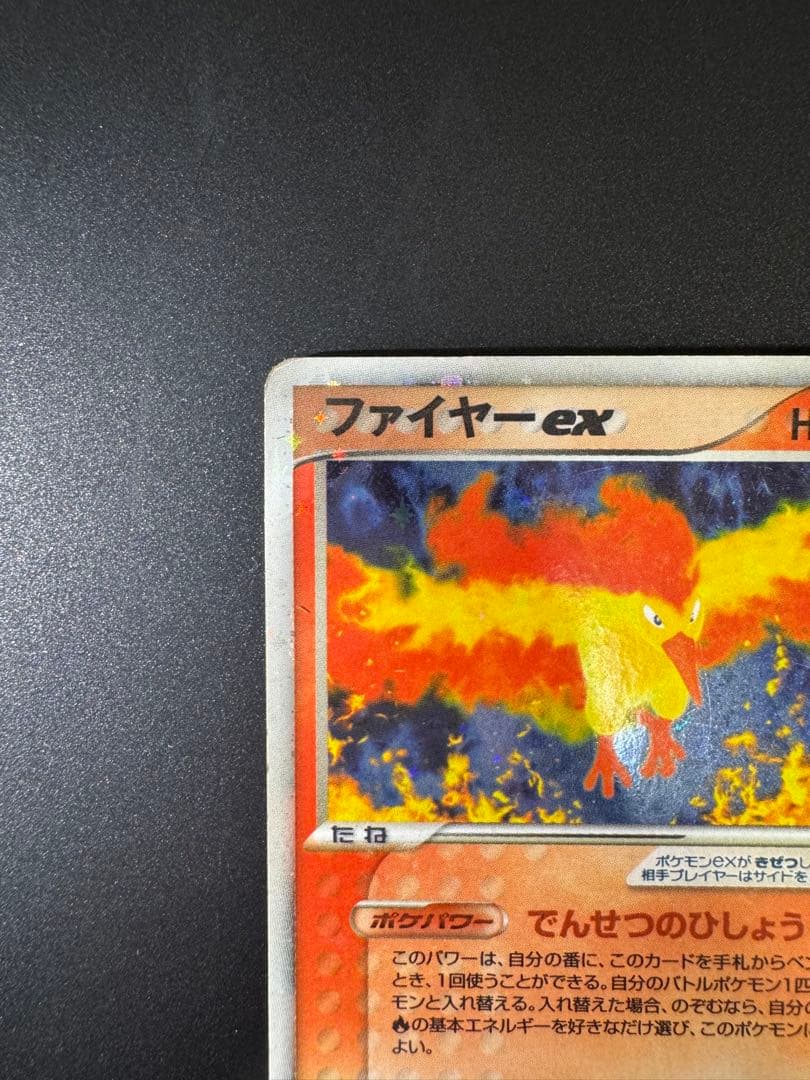 ファイヤーex H
たね
ポケモンexが きぜつし
相手プレイヤーはサイドを
ポケパワー でんせつのひしょう
このパワーは、自分の番に、このカードを手札からベン
とき、1回使うことができる。自分のバトルポケモン1匹
モンと入れ替える。入れ替えた場合、のぞむなら、自分の
の基本エネルギーを好きなだけ選び、このポケモンに
よい。